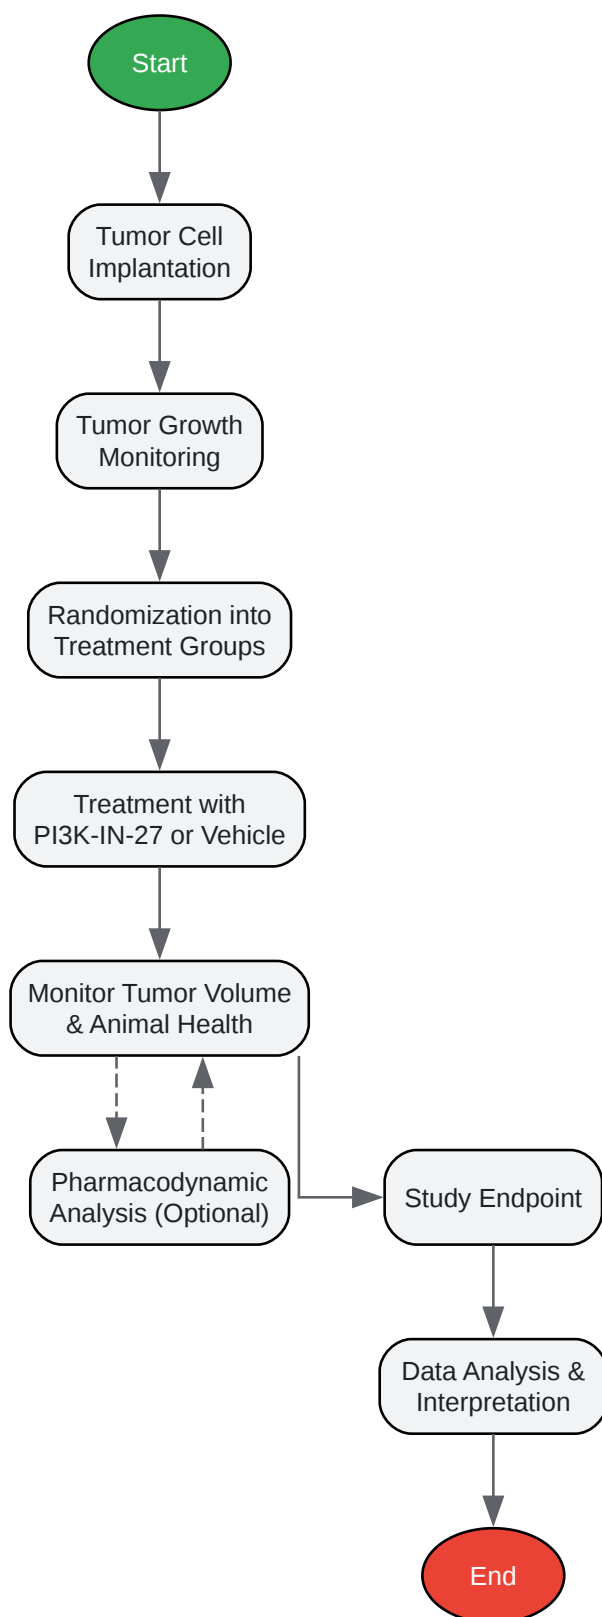 Start
Tumor Cell
Implantation
Tumor Growth
Monitoring
Randomization into
Treatment Groups
Treatment with
PI3K-IN-27 or Vehicle
Monitor Tumor Volume
& Animal Health
Pharmacodynamic
Analysis (Optional)
Study Endpoint
Data Analysis &
Interpretation
End